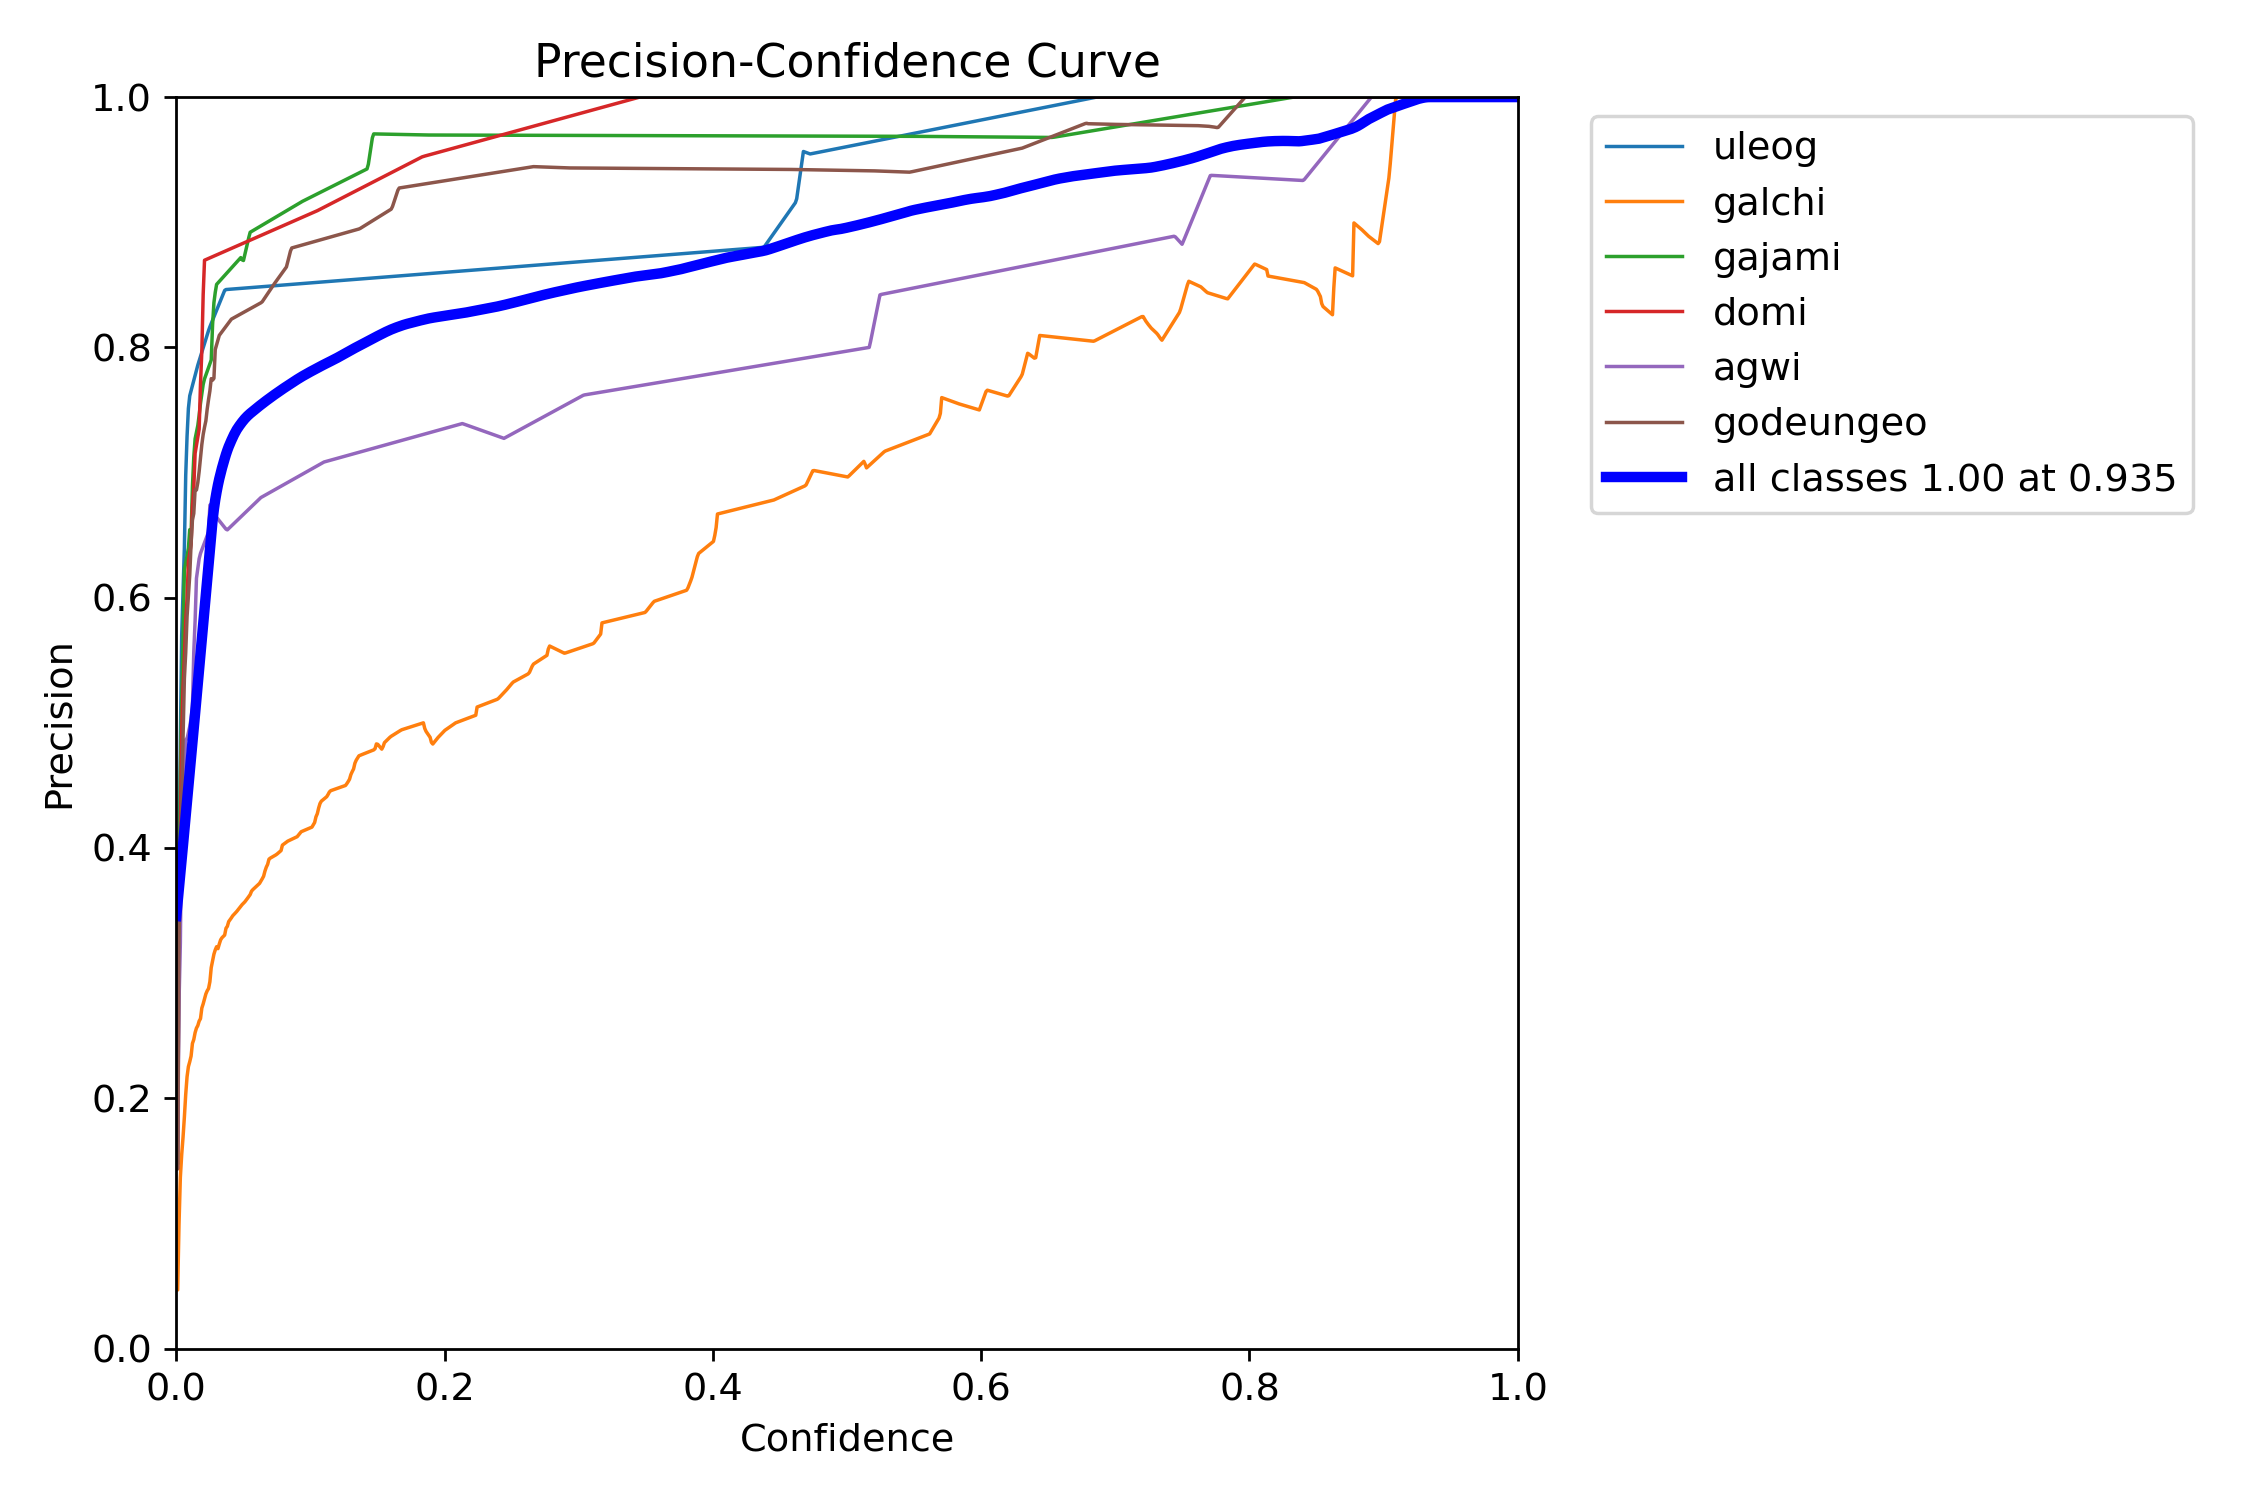 Precision-Confidence Curve
1.0
0.8
0.6
0.4
0.2
0.0
Precision
0.0 0.2 0.4 0.6 0.8 1.0
Confidence
uleog
galchi
gajami
domi
agwi
godeungeo
all classes 1.00 at 0.935